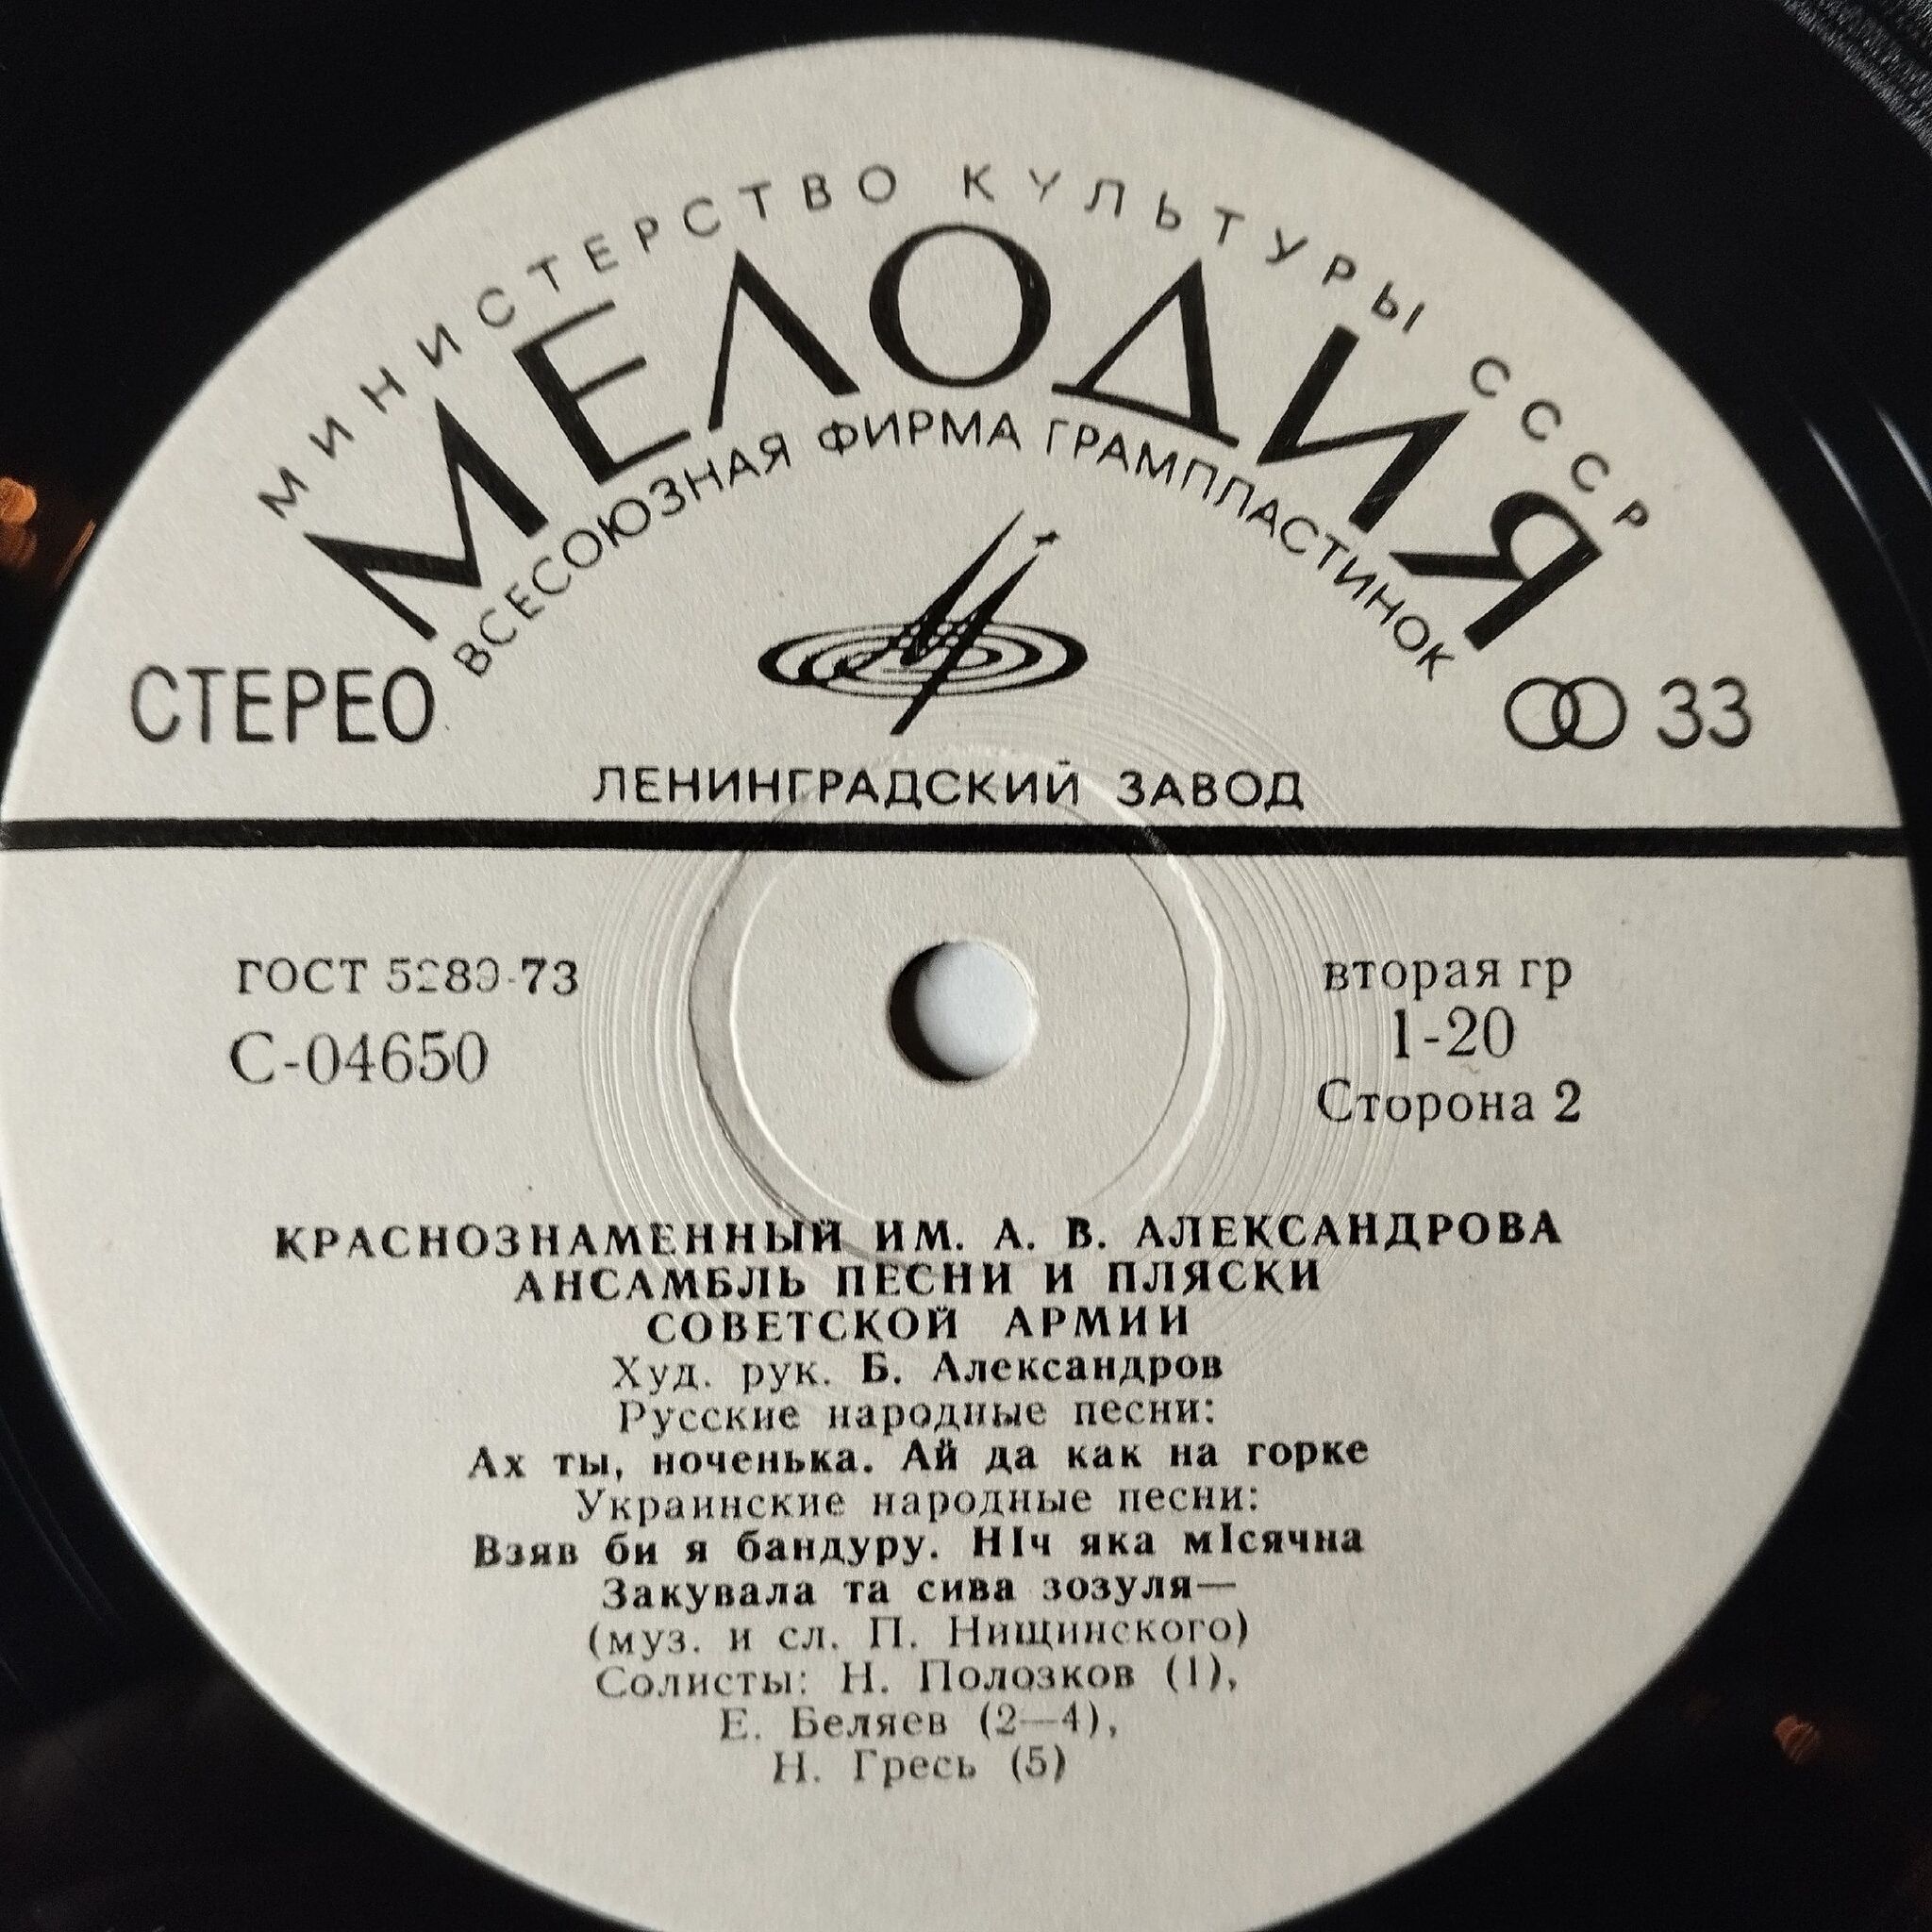 МИНИСТЕРСТВО КУЛЬТУРЫ СССР
МЕЛОДИЯ
ВСЕСОЮЗНАЯ ФИРМА ГРАМПЛАСТИНОК
СТЕРЕО
33
ЛЕНИНГРАДСКИЙ ЗАВОД
ГОСТ 5289-73
С-04650
вторая гр
1-20
Сторона 2
КРАСНОЗНАМЕННЫЙ ИМ. А. В. АЛЕКСАНДРОВА
АНСАМБЛЬ ПЕСНИ И ПЛЯСКИ
СОВЕТСКОЙ АРМИИ
Худ. рук. Б. Александров
Русские народные песни:
Ах ты, ноченька. Ай да как на горке
Украинские народные песни:
Взяв би я бандуру. НІч яка мІсячна
Закувала та сива зозуля—
(муз. и сл. П. Нищинского)
Солисты: Н. Полозков (1),
Е. Беляев (2—4),
Н. Гресь (5)